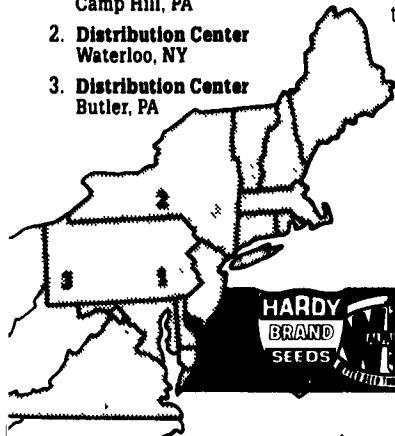 Camp Hill, PA
2. Distribution Center
Waterloo, NY
3. Distribution Center
Butler, PA
2
3 1
HARDY
BRAND
SEEDS